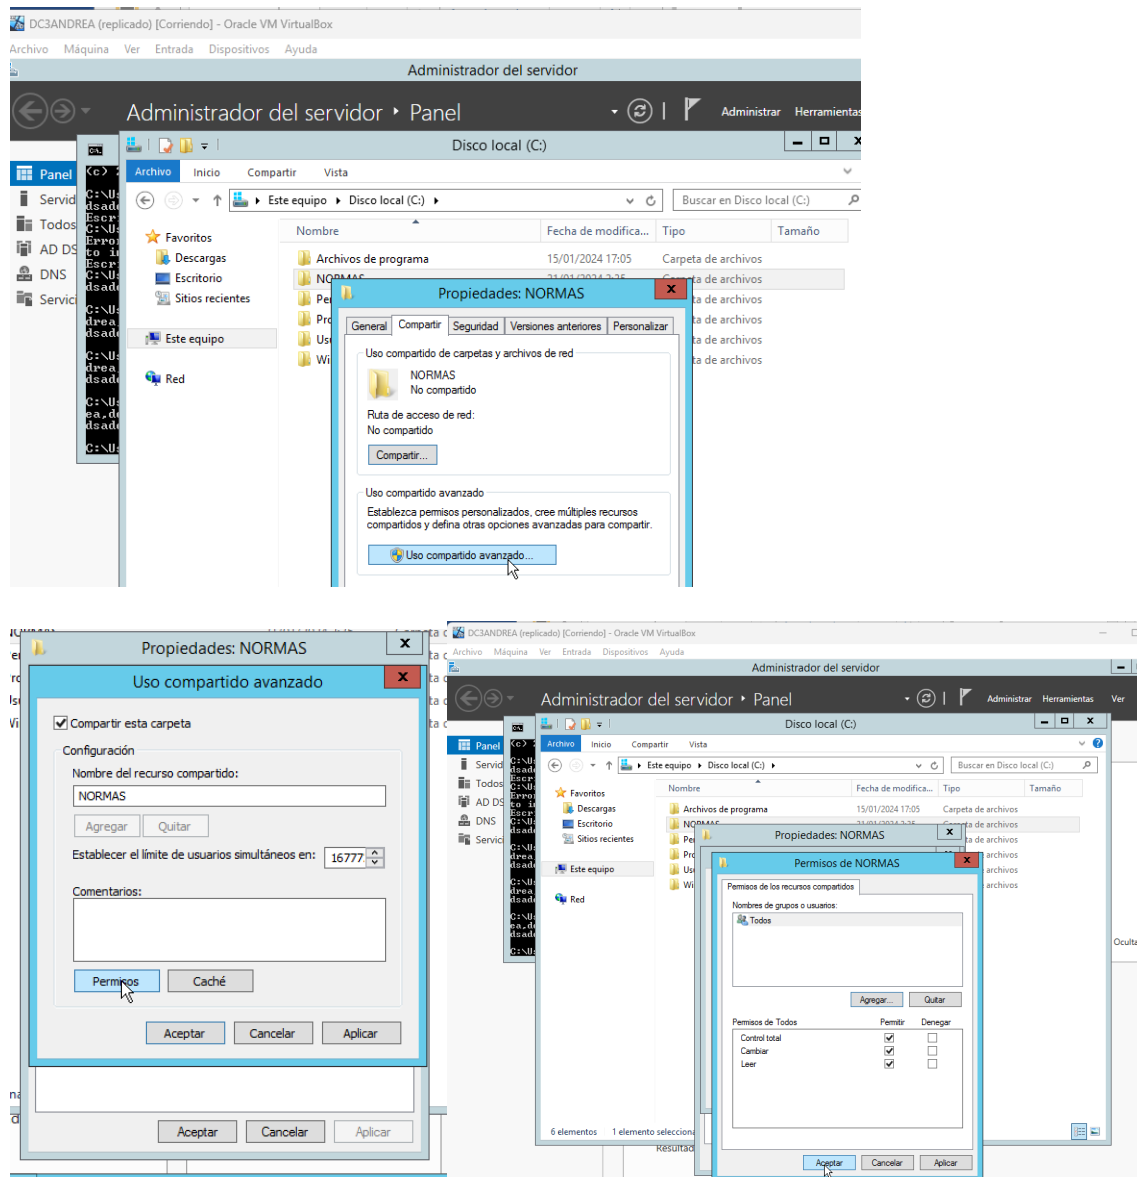 DC3ANDREA (replicado) [Corriendo] - Oracle VM VirtualBox
Archivo Máquina Ver Entrada Dispositivos Ayuda
Administrador del servidor
Administrador del servidor Panel
Administrar Herramientas
Disco local (C:)
Panel
Archivo Inicio Compartir Vista
Este equipo Disco local (C:)
Buscar en Disco local (C:)
Servid
Todos
AD DS
DNS
Servici
Favoritos
Descargas
Escritorio
Sitios recientes
Este equipo
Red
Nombre Fecha de modifica... Tipo Tamaño
Archivos de programa 15/01/2024 17:05 Carpeta de archivos
Propiedades: NORMAS
General Compartir Seguridad Versiones anteriores Personalizar
Uso compartido de carpetas y archivos de red
NORMAS
No compartido
Ruta de acceso de red:
No compartido
Compartir...
Uso compartido avanzado
Establezca permisos personalizados, cree múltiples recursos
compartidos y defina otras opciones avanzadas para compartir.
Uso compartido avanzado...
Propiedades: NORMAS
Uso compartido avanzado
Compartir esta carpeta
Configuración
Nombre del recurso compartido:
NORMAS
Agregar Quitar
Establecer el límite de usuarios simultáneos en: 16777
Comentarios:
Permisos Caché
Aceptar Cancelar Aplicar
Aceptar Cancelar Aplicar
DC3ANDREA (replicado) [Corriendo] - Oracle VM VirtualBox
Archivo Máquina Ver Entrada Dispositivos Ayuda
Administrador del servidor
Administrador del servidor Panel
Administrar Herramientas Ver
Disco local (C:)
Panel
Archivo Inicio Compartir Vista
Este equipo Disco local (C:)
Buscar en Disco local (C:)
Servid
Todos
AD DS
DNS
Servici
Favoritos
Descargas
Escritorio
Sitios recientes
Este equipo
Red
Nombre Fecha de modifica... Tipo Tamaño
Archivos de programa 15/01/2024 17:05 Carpeta de archivos
Propiedades: NORMAS
Permisos de NORMAS
Permisos de los recursos compartidos
Nombres de grupos o usuarios:
Todos
Agregar... Quitar
Permisos de Todos Permitir Denegar
Control total
Cambiar
Leer
Aceptar Cancelar Aplicar
6 elementos 1 elemento selecciona
Resultad
Oculta